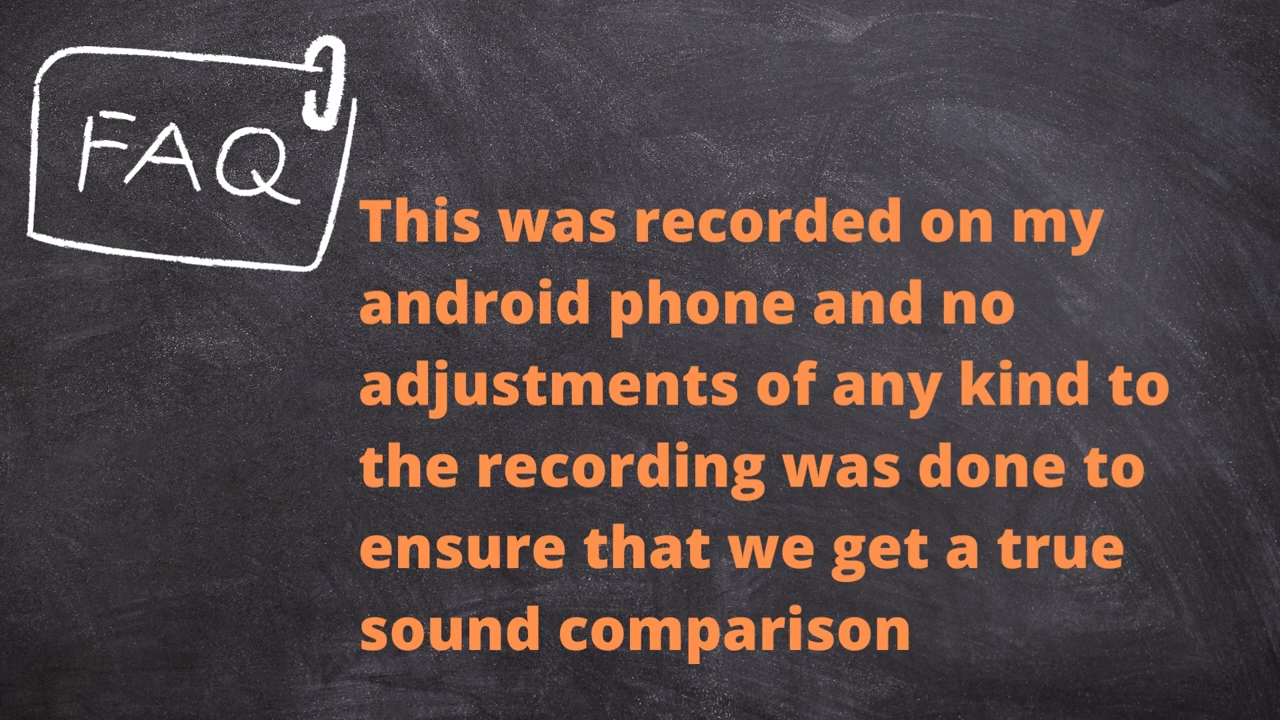 FAQ
This was recorded on my
android phone and no
adjustments of any kind to
the recording was done to
ensure that we get a true
sound comparison